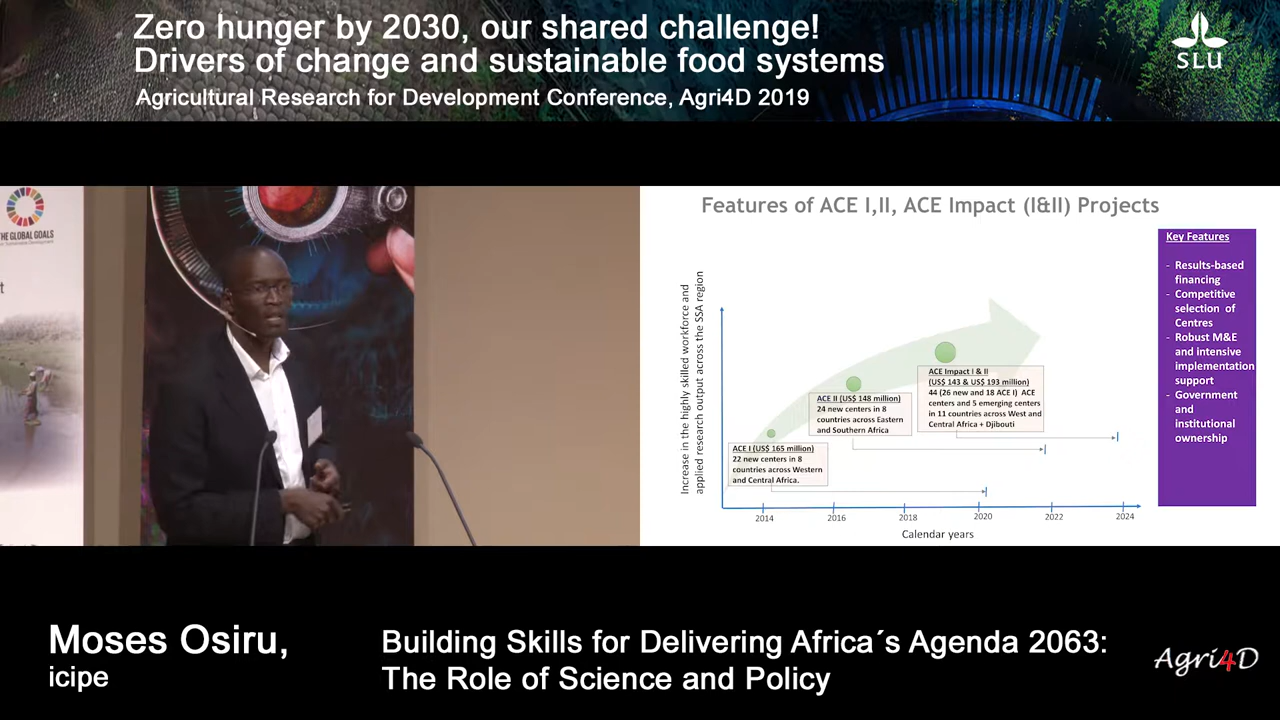 Zero hunger by 2030, our shared challenge!
Drivers of change and sustainable food systems
Agricultural Research for Development Conference, Agri4D 2019
SLU
THE GLOBAL GOALS
Features of ACE I,II, ACE Impact (I&II) Projects
Increase in the highly skilled workforce and
applied research output across the SSA region
ACE I (US$ 165 million)
22 new centers in 8
countries across Western
and Central Africa.
ACE II (US$ 148 million)
24 new centers in 8
countries across Eastern
and Southern Africa
ACE Impact I & II
(US$ 143 & US$ 193 million)
44 (26 new and 18 ACE I) ACE
centers and 5 emerging centers
in 11 countries across West and
Central Africa + Djibouti
2014 2016 2018 2020 2022 2024
Calendar years
Key Features
- Results-based
financing
- Competitive
selection of
Centres
- Robust M&E
and intensive
implementation
support
- Government
and
institutional
ownership
Moses Osiru,
icipe
Building Skills for Delivering Africa´s Agenda 2063:
The Role of Science and Policy
Agri4D